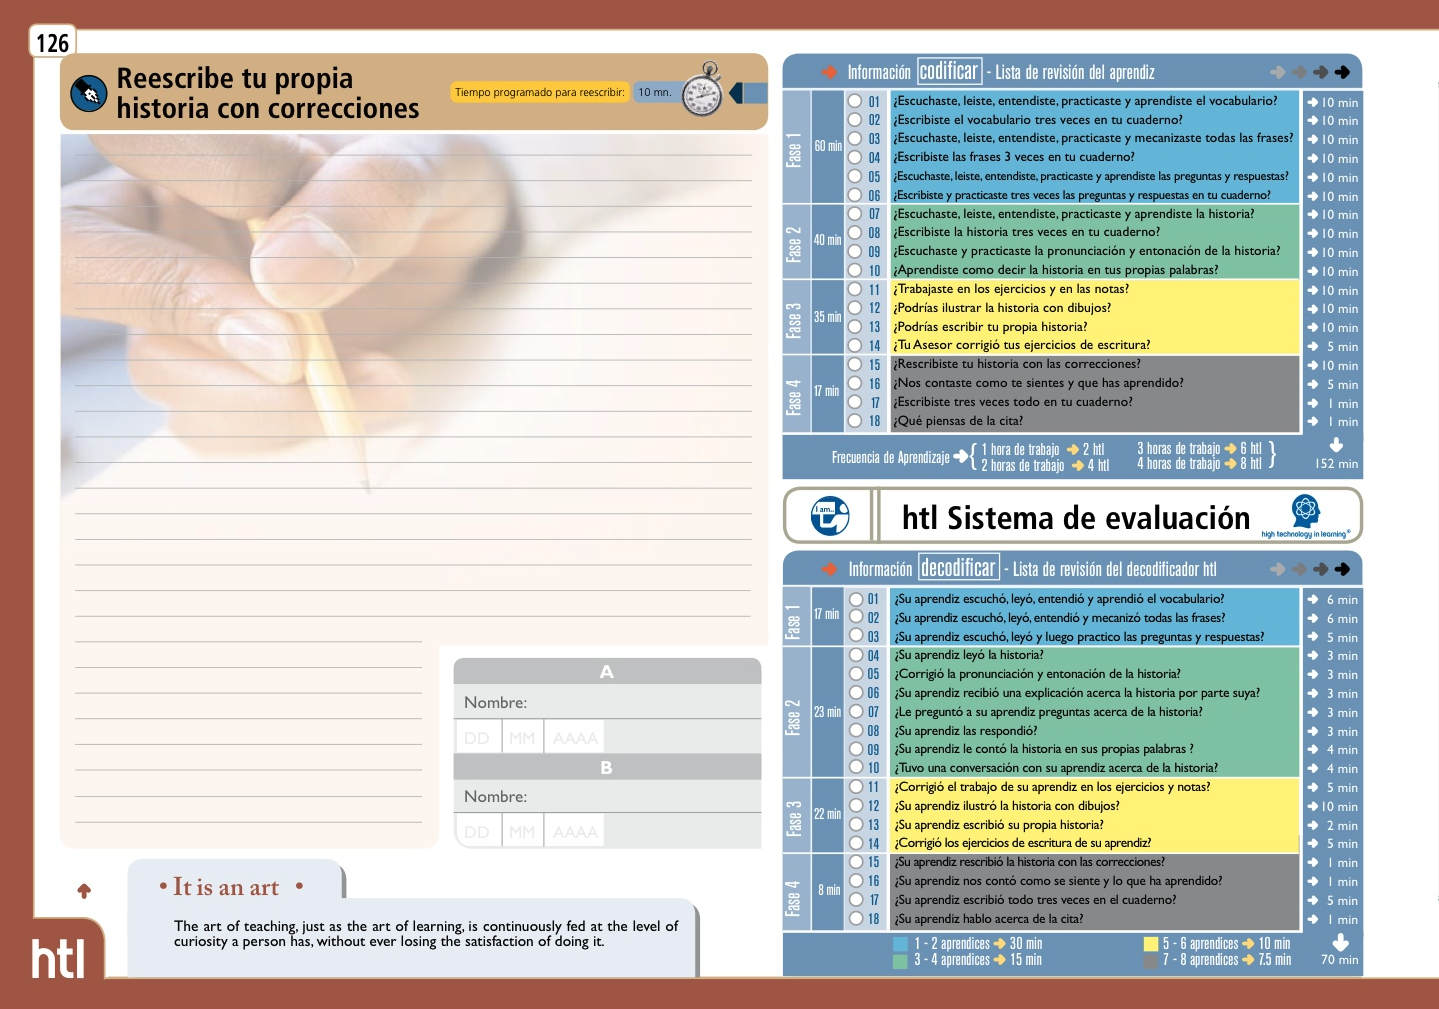 126
Reescribe tu propia
historia con correcciones
Tiempo programado para reescribir:
10 mn.
A
Nombre:
DD MM AAAA
B
Nombre:
DD MM AAAA
• It is an art •
The art of teaching, just as the art of learning, is continuously fed at the level of
curiosity a person has, without ever losing the satisfaction of doing it.
htl
Información codificar - Lista de revisión del aprendiz
Fase 1
60 min
01 ¿Escuchaste, leiste, entendiste, practicaste y aprendiste el vocabulario? 10 min
02 ¿Escribiste el vocabulario tres veces en tu cuaderno? 10 min
03 ¿Escuchaste, leiste, entendiste, practicaste y mecanizaste todas las frases? 10 min
04 ¿Escribiste las frases 3 veces en tu cuaderno? 10 min
05 ¿Escuchaste, leiste, entendiste, practicaste y aprendiste las preguntas y respuestas? 10 min
06 ¿Escribiste y practicaste tres veces las preguntas y respuestas en tu cuaderno? 10 min
Fase 2
40 min
07 ¿Escuchaste, leiste, entendiste, practicaste y aprendiste la historia? 10 min
08 ¿Escribiste la historia tres veces en tu cuaderno? 10 min
09 ¿Escuchaste y practicaste la pronunciación y entonación de la historia? 10 min
10 ¿Aprendiste como decir la historia en tus propias palabras? 10 min
Fase 3
35 min
11 ¿Trabajaste en los ejercicios y en las notas? 10 min
12 ¿Podrías ilustrar la historia con dibujos? 10 min
13 ¿Podrías escribir tu propia historia? 10 min
14 ¿Tu Asesor corrigió tus ejercicios de escritura? 5 min
Fase 4
17 min
15 ¿Rescribiste tu historia con las correcciones? 10 min
16 ¿Nos contaste como te sientes y que has aprendido? 5 min
17 ¿Escribiste tres veces todo en tu cuaderno? 1 min
18 ¿Qué piensas de la cita? 1 min
Frecuencia de Aprendizaje { 1 hora de trabajo 2 htl 3 horas de trabajo 6 htl }
2 horas de trabajo 4 htl 4 horas de trabajo 8 htl
152 min
I am..
htl Sistema de evaluación
high technology in learning®
Información decodificar - Lista de revisión del decodificador htl
Fase 1
17 min
01 ¿Su aprendiz escuchó, leyó, entendió y aprendió el vocabulario? 6 min
02 ¿Su aprendiz escuchó, leyó, entendió y mecanizó todas las frases? 6 min
03 ¿Su aprendiz escuchó, leyó y luego practico las preguntas y respuestas? 5 min
Fase 2
23 min
04 ¿Su aprendiz leyó la historia? 3 min
05 ¿Corrigió la pronunciación y entonación de la historia? 3 min
06 ¿Su aprendiz recibió una explicación acerca la historia por parte suya? 3 min
07 ¿Le preguntó a su aprendiz preguntas acerca de la historia? 3 min
08 ¿Su aprendiz las respondió? 3 min
09 ¿Su aprendiz le contó la historia en sus propias palabras ? 4 min
10 ¿Tuvo una conversación con su aprendiz acerca de la historia? 4 min
Fase 3
22 min
11 ¿Corrigió el trabajo de su aprendiz en los ejercicios y notas? 5 min
12 ¿Su aprendiz ilustró la historia con dibujos? 10 min
13 ¿Su aprendiz escribió su propia historia? 2 min
14 ¿Corrigió los ejercicios de escritura de su aprendiz? 5 min
Fase 4
8 min
15 ¿Su aprendiz rescribió la historia con las correcciones? 1 min
16 ¿Su aprendiz nos contó como se siente y lo que ha aprendido? 1 min
17 ¿Su aprendiz escribió todo tres veces en el cuaderno? 5 min
18 ¿Su aprendiz hablo acerca de la cita? 1 min
1 - 2 aprendices 30 min 5 - 6 aprendices 10 min
3 - 4 aprendices 15 min 7 - 8 aprendices 7.5 min
70 min